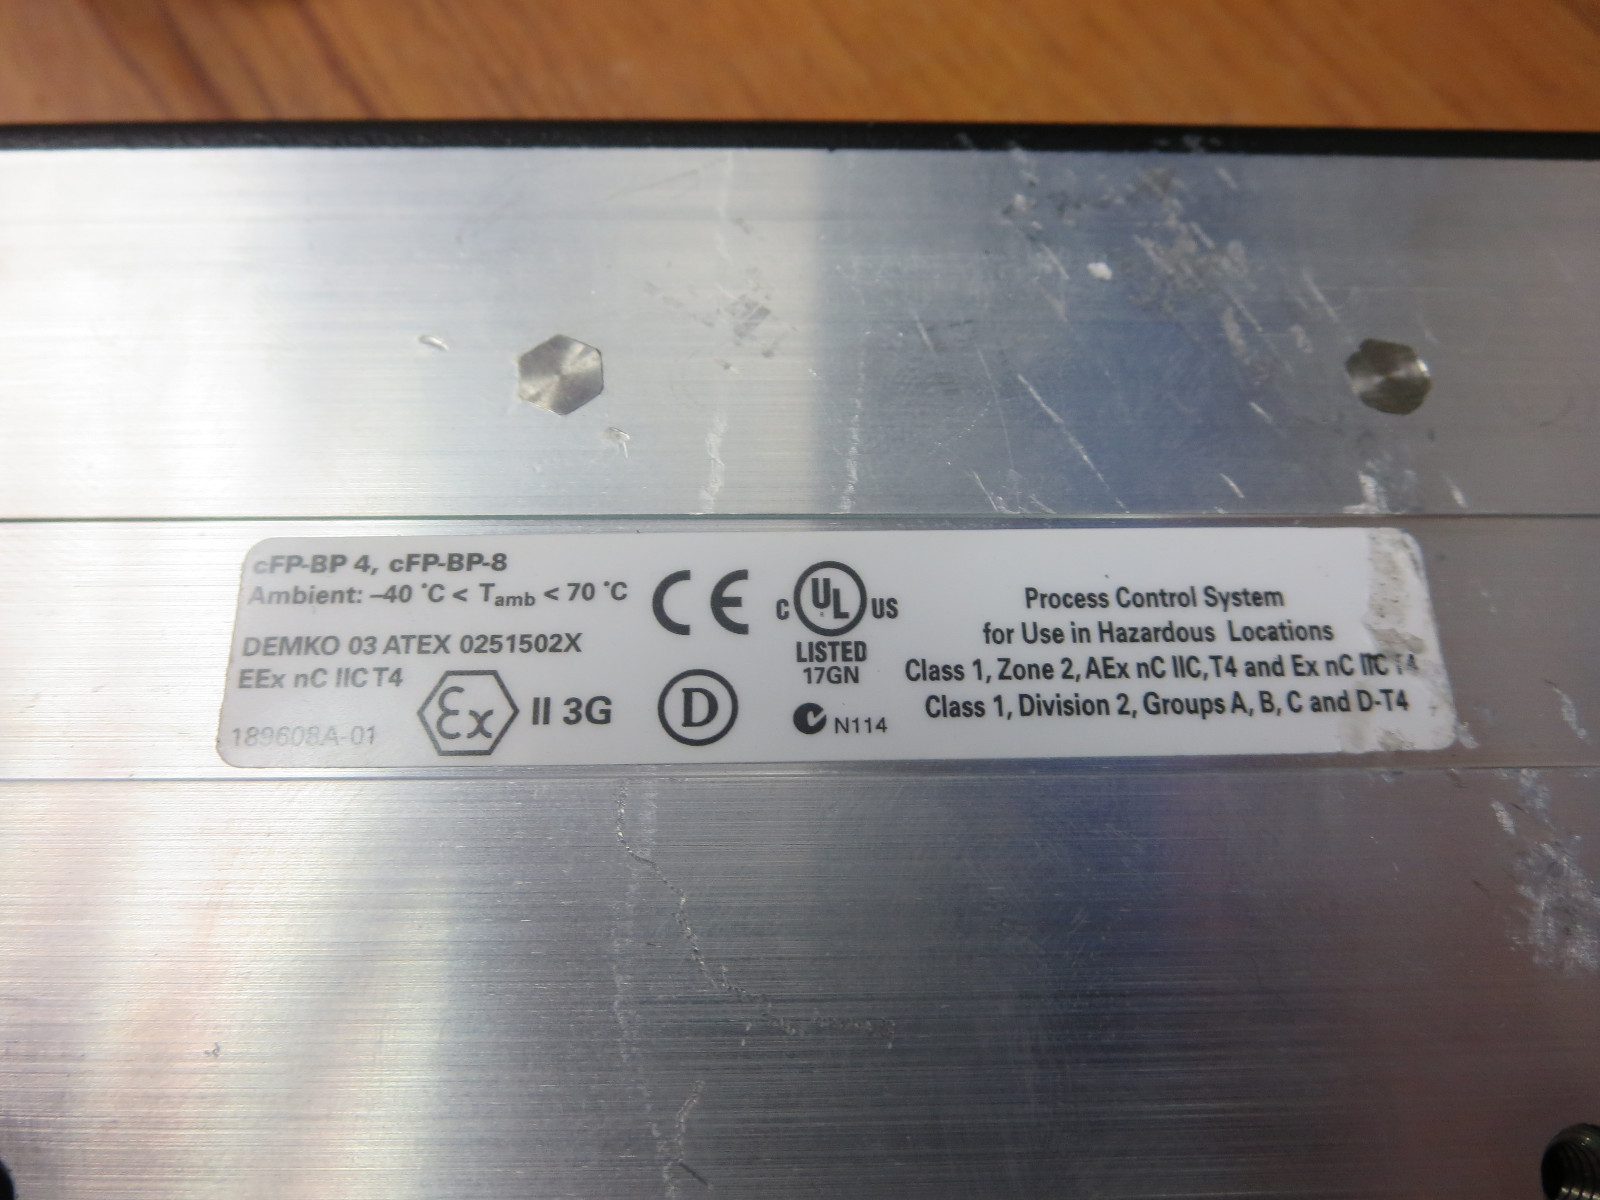 cFP-BP 4, cFP-BP-8
Ambient: –40 °C < Tamb < 70 °C
DEMKO 03 ATEX 0251502X
EEx nC IIC T4
189608A-01
CE
Ex II 3G
C UL US
LISTED
17GN
D
N114
Process Control System
for Use in Hazardous Locations
Class 1, Zone 2, AEx nC IIC, T4 and Ex nC IIC T4
Class 1, Division 2, Groups A, B, C and D-T4